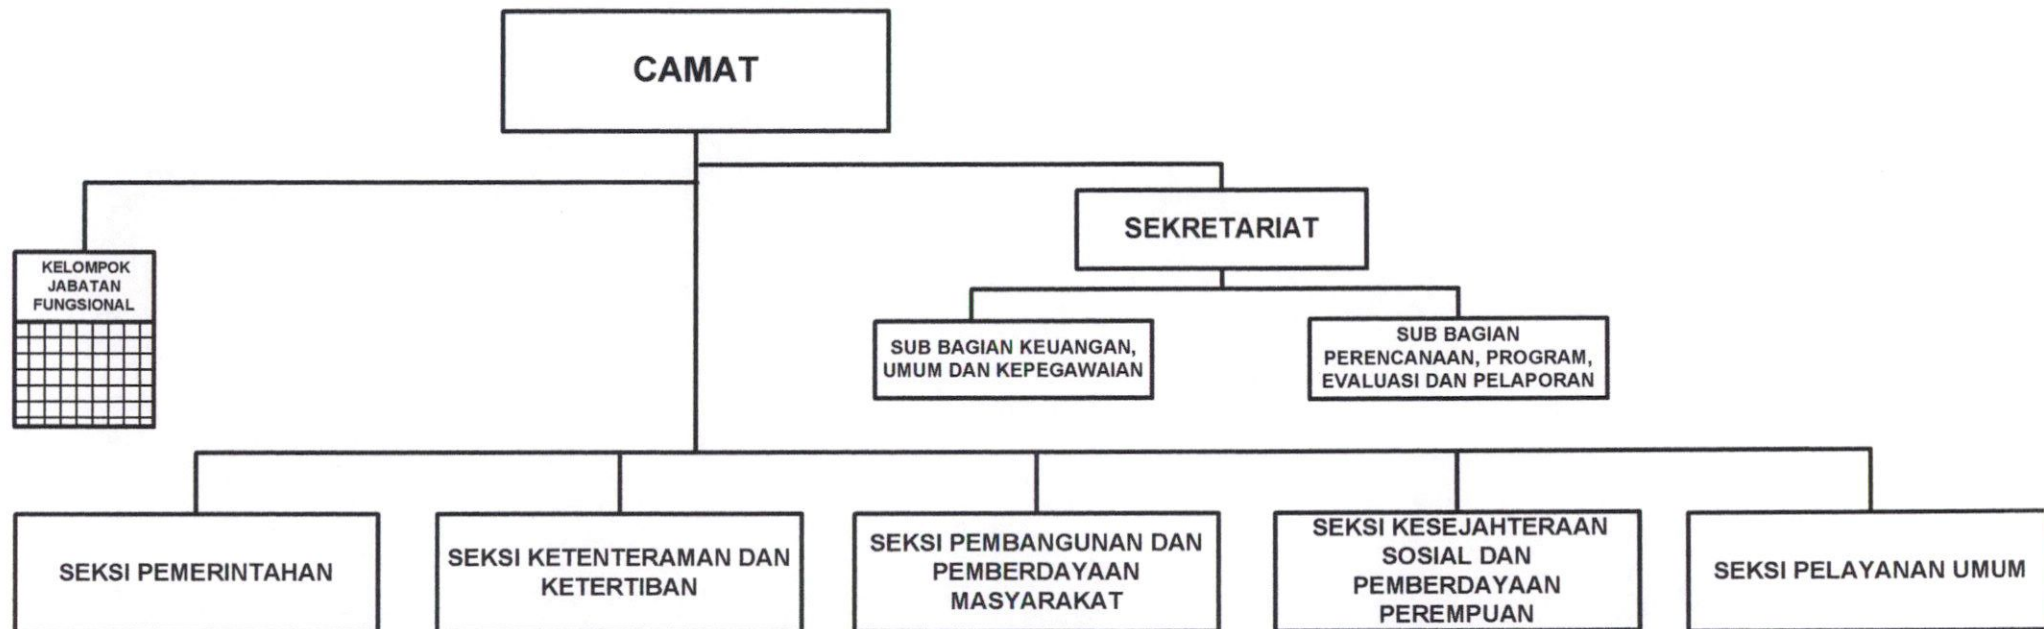 CAMAT
SEKRETARIAT
KELOMPOK
JABATAN
FUNGSIONAL
SUB BAGIAN KEUANGAN,
UMUM DAN KEPEGAWAIAN
SUB BAGIAN
PERENCANAAN, PROGRAM,
EVALUASI DAN PELAPORAN
SEKSI PEMERINTAHAN
SEKSI KETENTERAMAN DAN
KETERTIBAN
SEKSI PEMBANGUNAN DAN
PEMBERDAYAAN
MASYARAKAT
SEKSI KESEJAHTERAAN
SOSIAL DAN
PEMBERDAYAAN
PEREMPUAN
SEKSI PELAYANAN UMUM